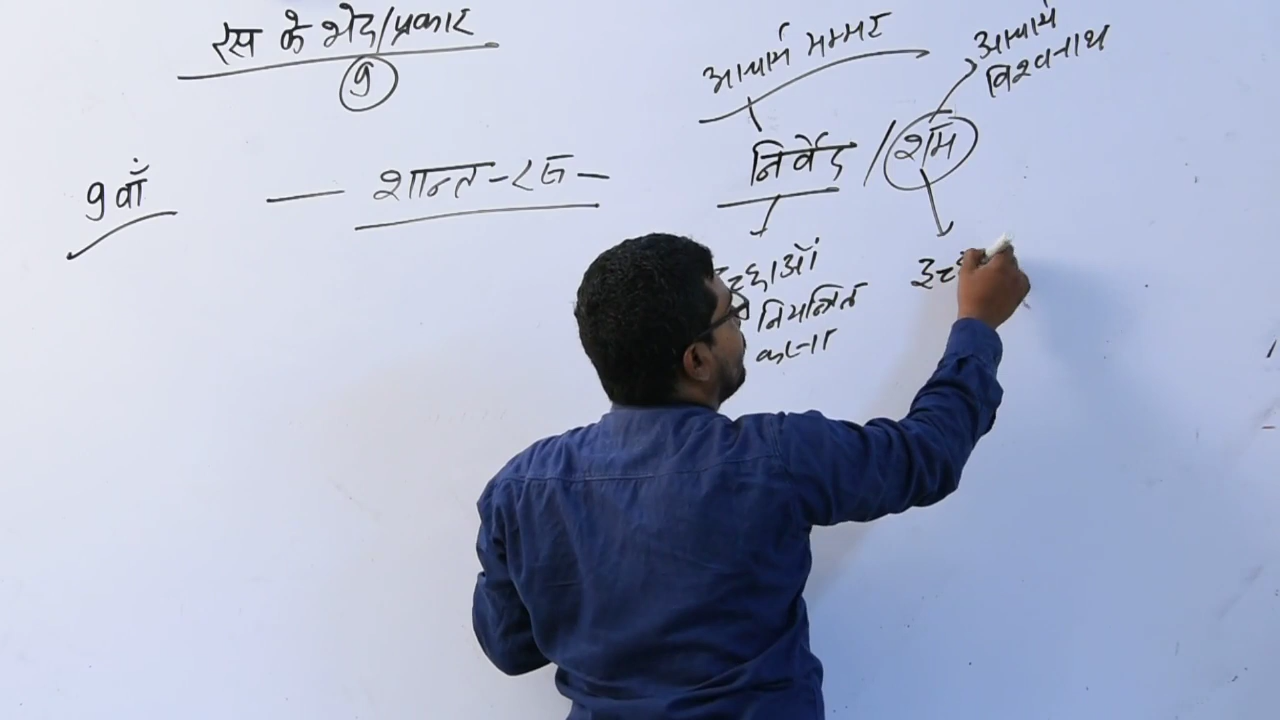 रस के भेद/प्रकार
9
आचार्य मम्मट
आचार्य
विश्वनाथ
9वाँ — शान्त-रस - निर्वेद / शम
इच्छाओं
नियन्त्रित
करना